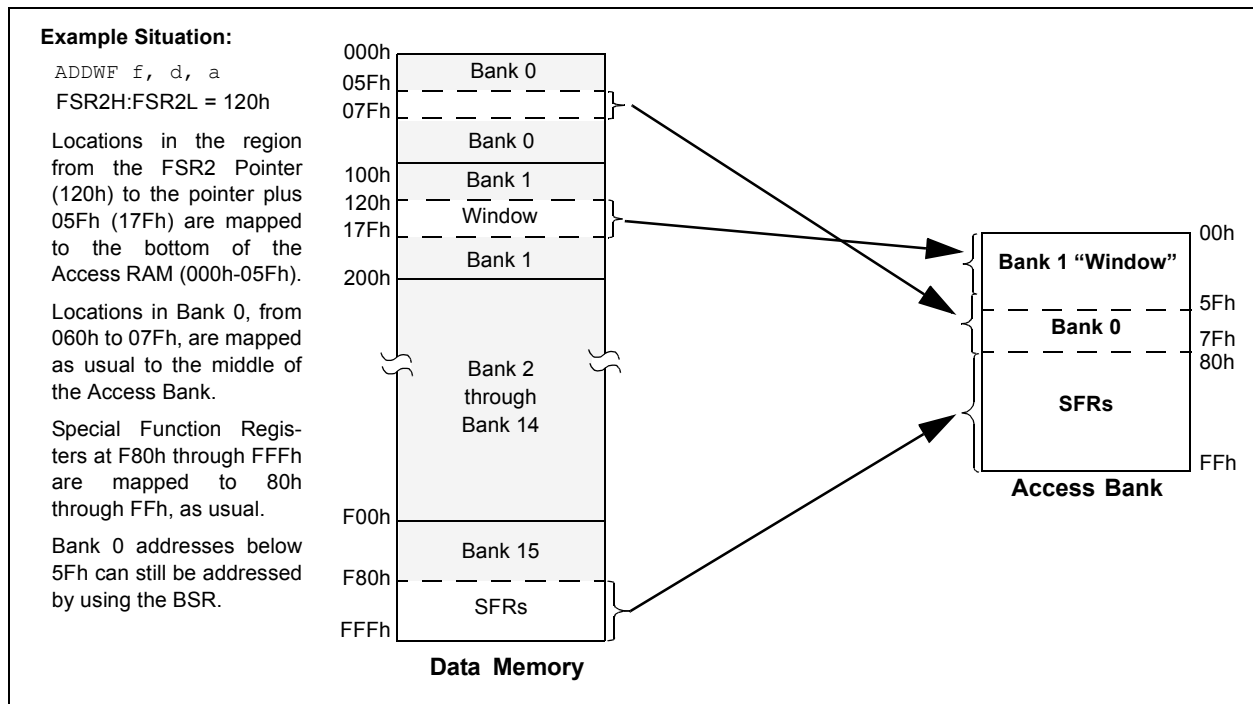 Example Situation:
ADDWF f, d, a
FSR2H:FSR2L = 120h
Locations in the region
from the FSR2 Pointer
(120h) to the pointer plus
05Fh (17Fh) are mapped
to the bottom of the
Access RAM (000h-05Fh).
Locations in Bank 0, from
060h to 07Fh, are mapped
as usual to the middle of
the Access Bank.
Special Function Regis-
ters at F80h through FFFh
are mapped to 80h
through FFh, as usual.
Bank 0 addresses below
5Fh can still be addressed
by using the BSR.
000h
Bank 0
05Fh
07Fh
Bank 0
100h
Bank 1
120h
Window
17Fh
Bank 1
200h
Bank 2
through
Bank 14
F00h
Bank 15
F80h
SFRs
FFFh
Data Memory
00h
Bank 1 “Window”
5Fh
Bank 0
7Fh
80h
SFRs
FFh
Access Bank